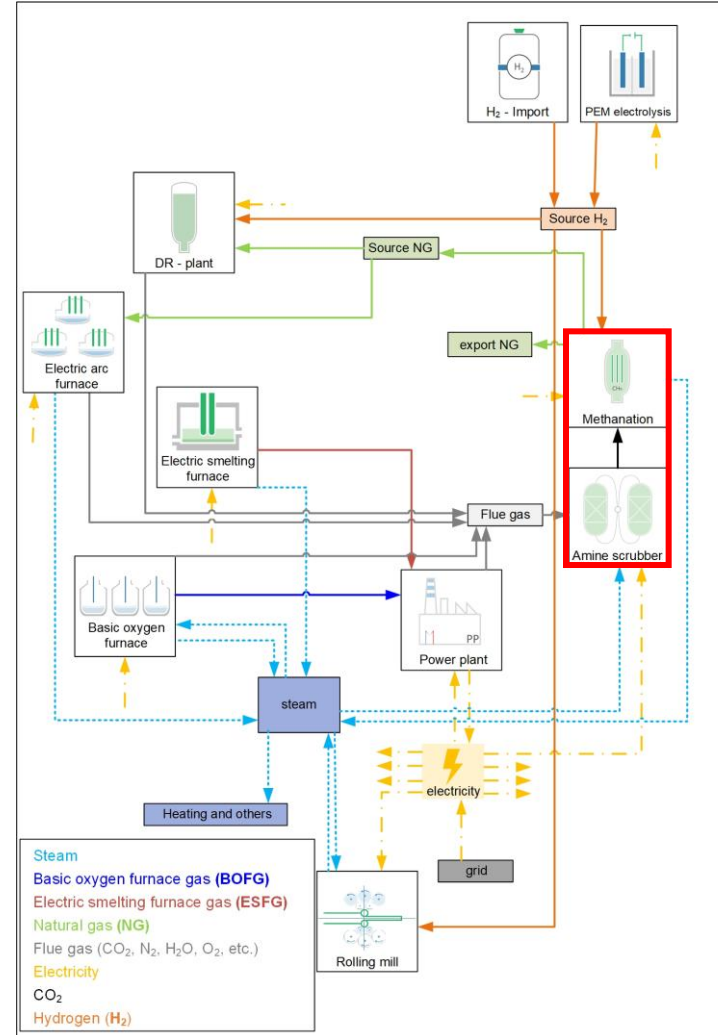 H₂
H₂ - Import
PEM electrolysis
DR - plant
Source H₂
Source NG
export NG
Electric arc
furnace
CH₄
Methanation
Electric smelting
furnace
Flue gas
Amine scrubber
Basic oxygen
furnace
PP
Power plant
steam
electricity
Heating and others
grid
Rolling mill
Steam
Basic oxygen furnace gas (BOFG)
Electric smelting furnace gas (ESFG)
Natural gas (NG)
Flue gas (CO₂, N₂, H₂O, O₂, etc.)
Electricity
CO₂
Hydrogen (H₂)